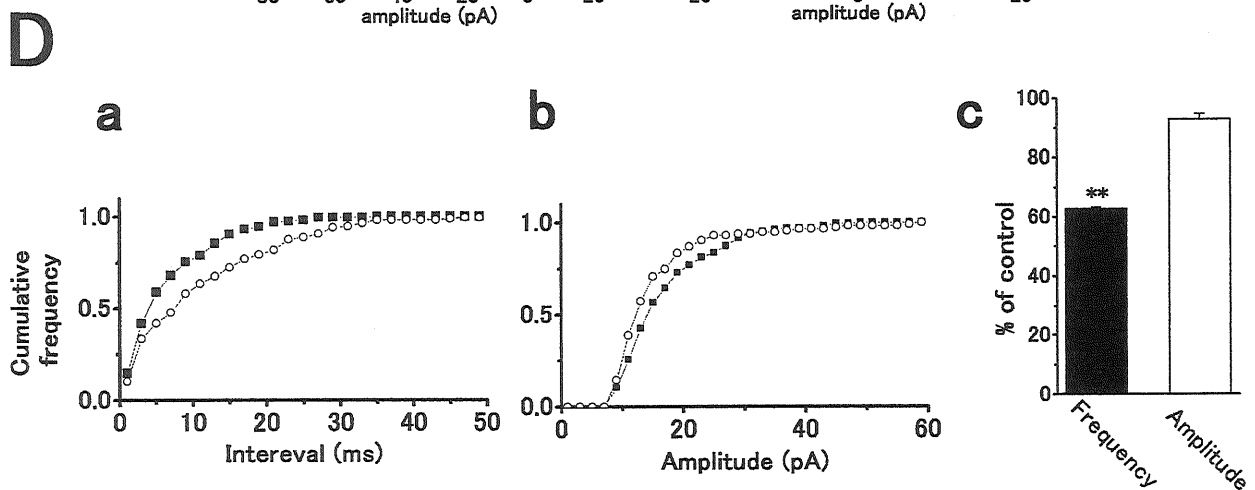 amplitude (pA)
amplitude (pA)
D
a
b
c
Cumulative
frequency
1.0
0.5
0.0
0
10
20
30
40
50
Intereval (ms)
1.0
0.5
0.0
0
20
40
60
Amplitude (pA)
% of control
100
80
60
40
20
0
**
Frequency
Amplitude